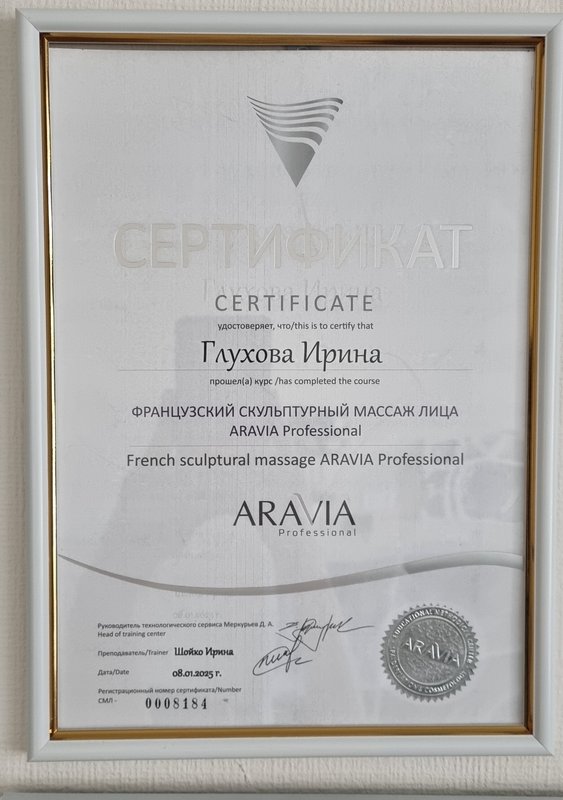 СЕРТИФИКАТ
CERTIFICATE
удостоверяет, что/this is to certify that
Глухова Ирина
прошел(а) курс /has completed the course
ФРАНЦУЗСКИЙ СКУЛЬПТУРНЫЙ МАССАЖ ЛИЦА
ARAVIA Professional
French sculptural massage ARAVIA Professional
ARAVIA
Professional
Руководитель технологического сервиса Меркурьев Д. А.
Head of training center
Преподаватель/Trainer Шойко Ирина
Дата/Date 08.01.2025 г.
Регистрационный номер сертификата/Number
СМЛ - 0008184
ARAVIA